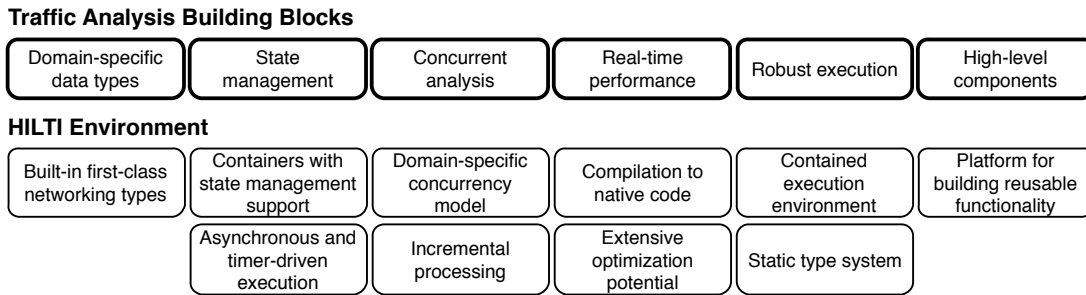 Traffic Analysis Building Blocks
Domain-specific
data types
State
management
Concurrent
analysis
Real-time
performance
Robust execution
High-level
components
HILTI Environment
Built-in first-class
networking types
Containers with
state management
support
Domain-specific
concurrency
model
Compilation to
native code
Contained
execution
environment
Platform for
building reusable
functionality
Asynchronous and
timer-driven
execution
Incremental
processing
Extensive
optimization
potential
Static type system